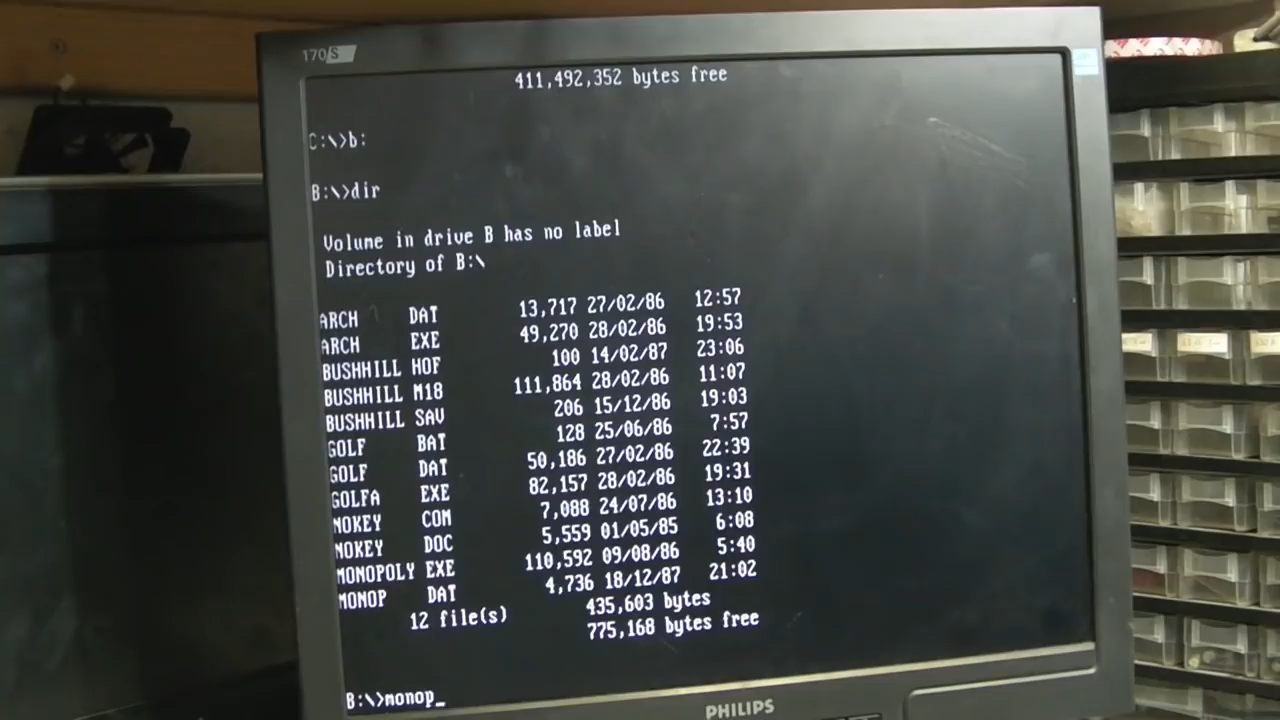 170 S
411,492,352 bytes free
C:\>b:
B:\>dir
Volume in drive B has no label
Directory of B:\
ARCH DAT 13,717 27/02/86 12:57
ARCH EXE 49,270 28/02/86 19:53
BUSHHILL HOF 100 14/02/87 23:06
BUSHHILL M18 111,864 28/02/86 11:07
BUSHHILL SAV 206 15/12/86 19:03
GOLF BAT 128 25/06/86 7:57
GOLF DAT 50,186 27/02/86 22:39
GOLFA EXE 82,157 28/02/86 19:31
NOKEY COM 7,088 24/07/86 13:10
NOKEY DOC 5,559 01/05/85 6:08
MONOPOLY EXE 110,592 09/08/86 5:40
MONOP DAT 4,736 18/12/87 21:02
12 file(s) 435,603 bytes
775,168 bytes free
B:\>monop_
PHILIPS